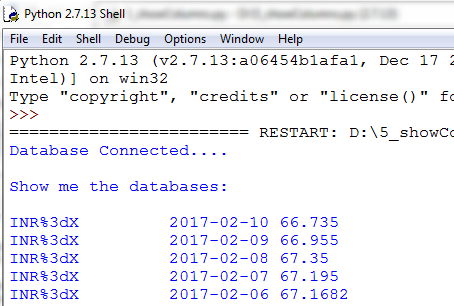 Python 2.7.13 Shell
File Edit Shell Debug Options Window Help
Python 2.7.13 (v2.7.13:a06454b1afa1, Dec 17 2
Intel)] on win32
Type "copyright", "credits" or "license()" fo
>>>
======================== RESTART: D:\5_showCo
Database Connected....
Show me the databases:
INR%3dX 2017-02-10 66.735
INR%3dX 2017-02-09 66.955
INR%3dX 2017-02-08 67.35
INR%3dX 2017-02-07 67.195
INR%3dX 2017-02-06 67.1682